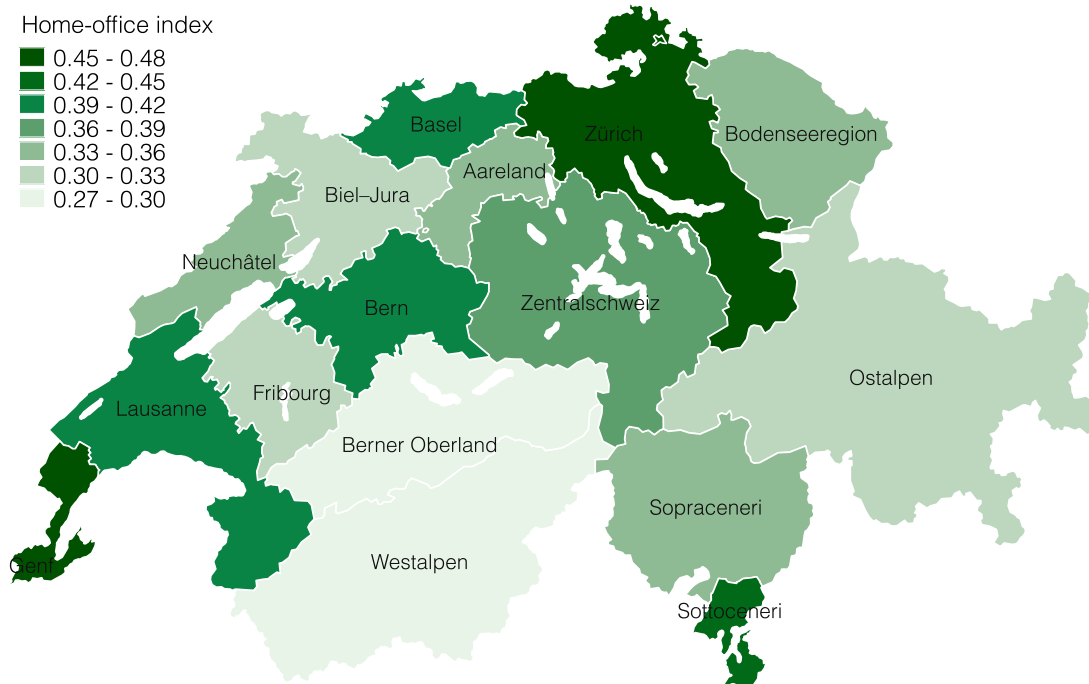 Home-office index
0.45 - 0.48
0.42 - 0.45
0.39 - 0.42
0.36 - 0.39
0.33 - 0.36
0.30 - 0.33
0.27 - 0.30
Basel
Zürich
Bodenseeregion
Aareland
Biel–Jura
Neuchâtel
Bern
Zentralschweiz
Ostalpen
Fribourg
Lausanne
Berner Oberland
Sopraceneri
Westalpen
Genf
Sottoceneri